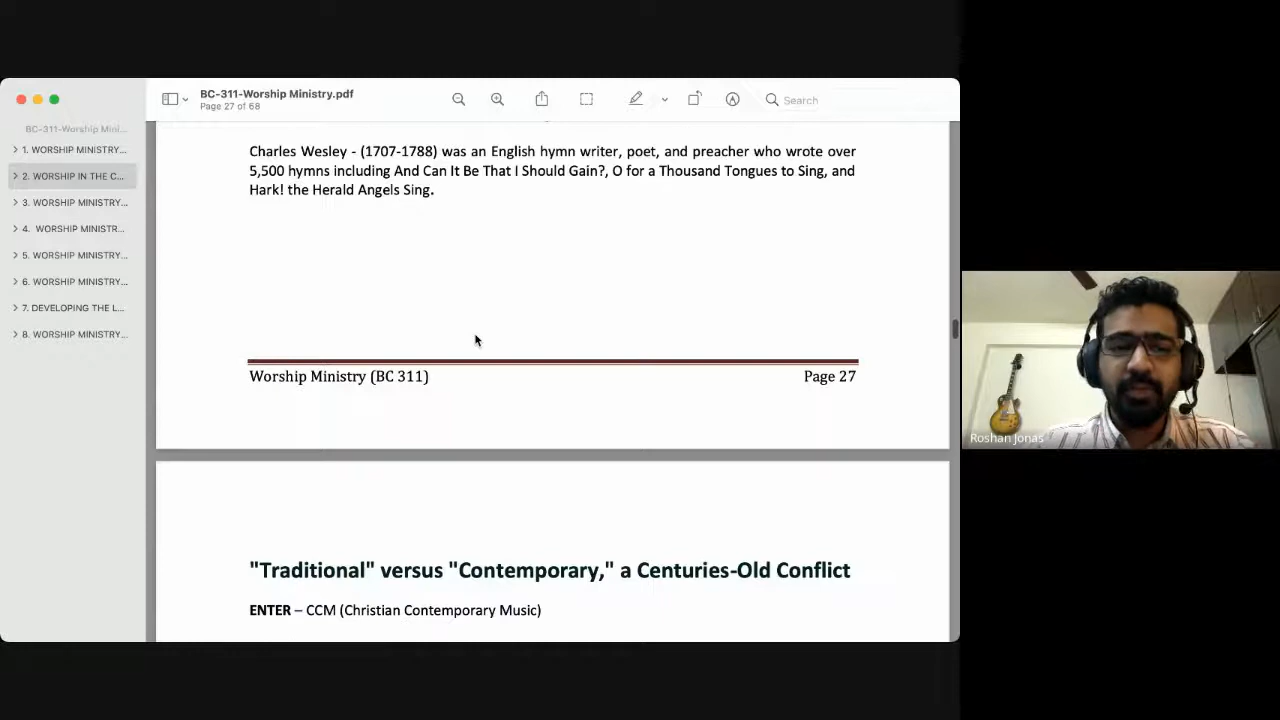 BC-311-Worship Ministry.pdf
Page 27 of 68
Search
BC-311-Worship Mini...
1. WORSHIP MINISTRY...
2. WORSHIP IN THE C...
3. WORSHIP MINISTRY...
4. WORSHIP MINISTR...
5. WORSHIP MINISTRY...
6. WORSHIP MINISTRY...
7. DEVELOPING THE L...
8. WORSHIP MINISTRY...
Charles Wesley - (1707-1788) was an English hymn writer, poet, and preacher who wrote over
5,500 hymns including And Can It Be That I Should Gain?, O for a Thousand Tongues to Sing, and
Hark! the Herald Angels Sing.
Worship Ministry (BC 311)
Page 27
"Traditional" versus "Contemporary," a Centuries-Old Conflict
ENTER – CCM (Christian Contemporary Music)
Roshan Jonas